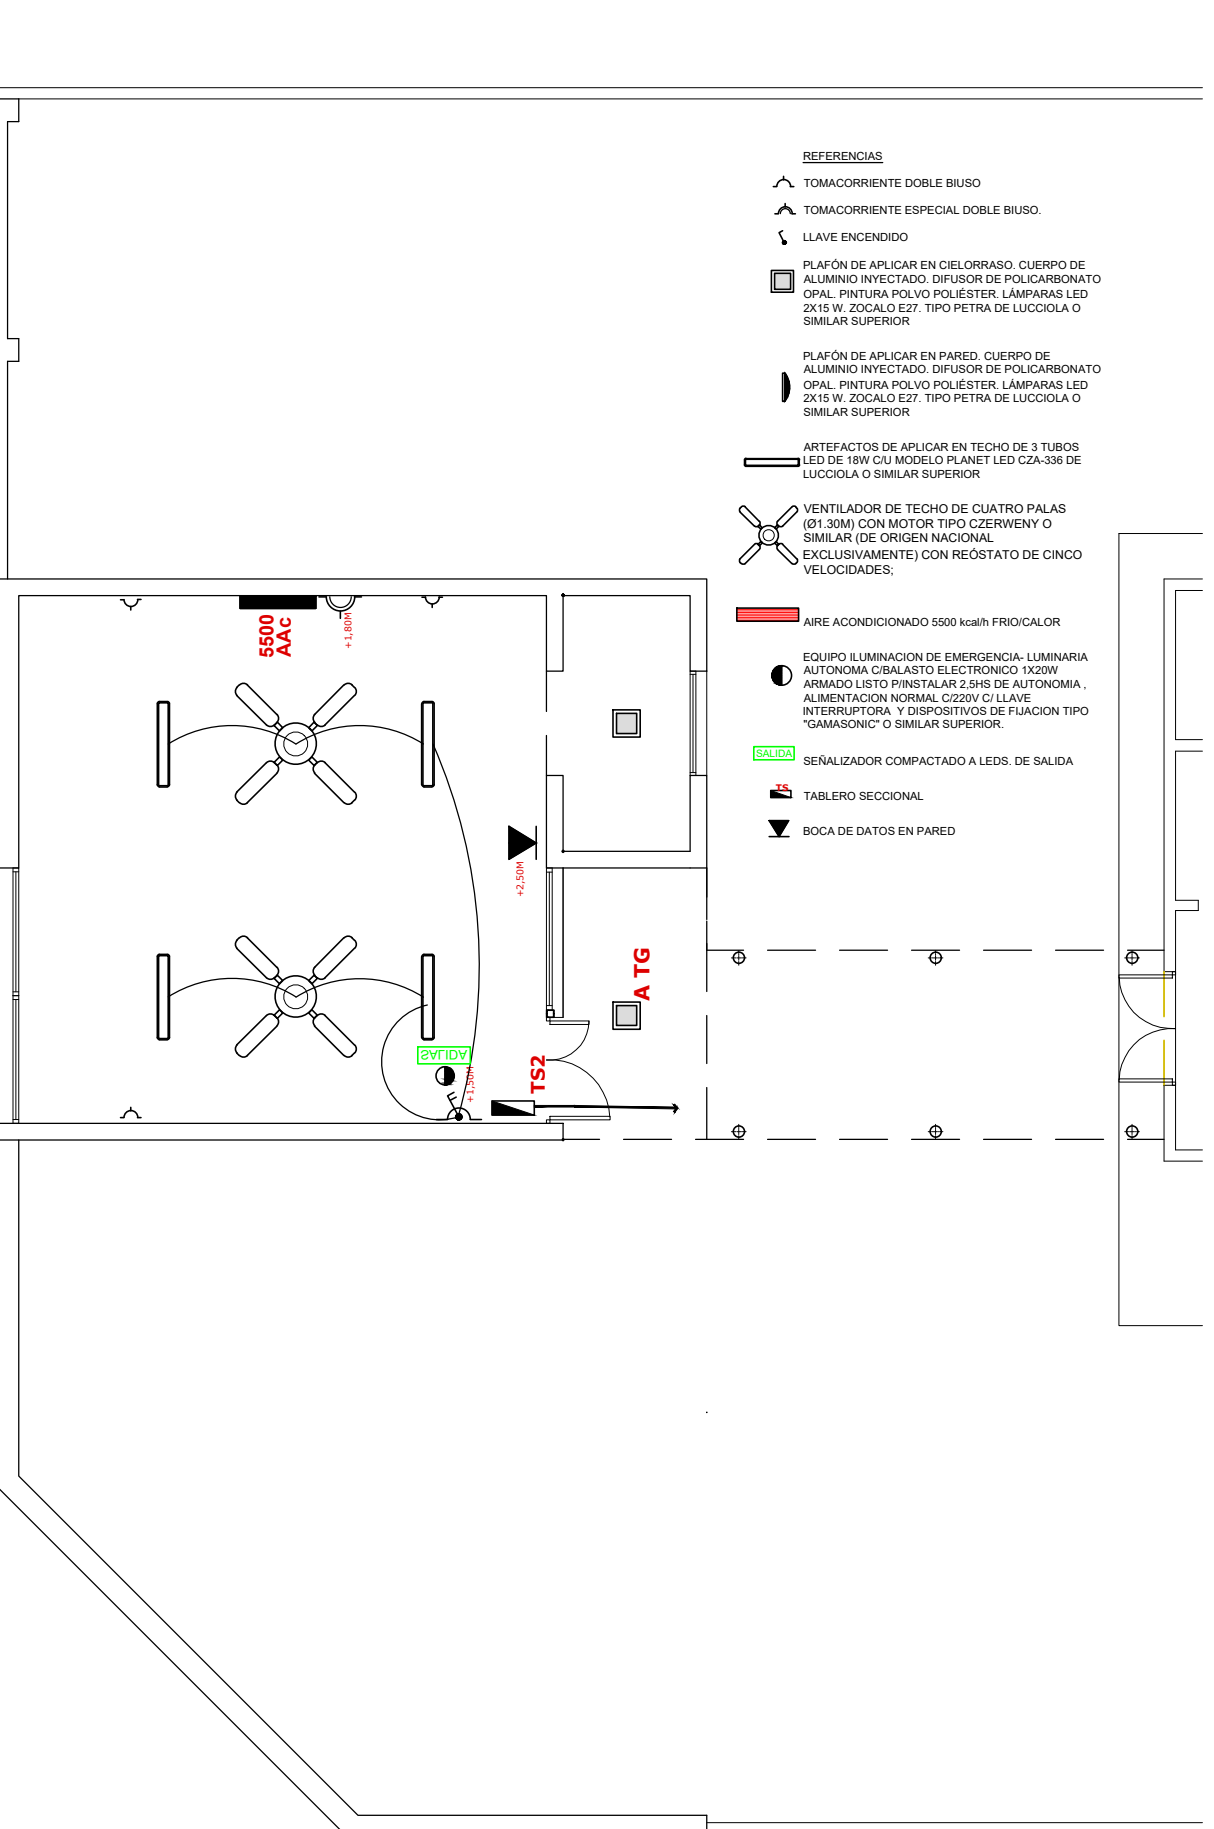 REFERENCIAS
TOMACORRIENTE DOBLE BIUSO
TOMACORRIENTE ESPECIAL DOBLE BIUSO.
LLAVE ENCENDIDO
PLAFÓN DE APLICAR EN CIELORRASO. CUERPO DE
ALUMINIO INYECTADO. DIFUSOR DE POLICARBONATO
OPAL. PINTURA POLVO POLIÉSTER. LÁMPARAS LED
2X15 W. ZOCALO E27. TIPO PETRA DE LUCCIOLA O
SIMILAR SUPERIOR
PLAFÓN DE APLICAR EN PARED. CUERPO DE
ALUMINIO INYECTADO. DIFUSOR DE POLICARBONATO
OPAL. PINTURA POLVO POLIÉSTER. LÁMPARAS LED
2X15 W. ZOCALO E27. TIPO PETRA DE LUCCIOLA O
SIMILAR SUPERIOR
ARTEFACTOS DE APLICAR EN TECHO DE 3 TUBOS
LED DE 18W C/U MODELO PLANET LED CZA-336 DE
LUCCIOLA O SIMILAR SUPERIOR
VENTILADOR DE TECHO DE CUATRO PALAS
(Ø1.30M) CON MOTOR TIPO CZERWENY O
SIMILAR (DE ORIGEN NACIONAL
EXCLUSIVAMENTE) CON REÓSTATO DE CINCO
VELOCIDADES;
AIRE ACONDICIONADO 5500 kcal/h FRIO/CALOR
EQUIPO ILUMINACION DE EMERGENCIA- LUMINARIA
AUTONOMA C/BALASTO ELECTRONICO 1X20W
ARMADO LISTO P/INSTALAR 2,5HS DE AUTONOMIA ,
ALIMENTACION NORMAL C/220V C/ LLAVE
INTERRUPTORA Y DISPOSITIVOS DE FIJACION TIPO
"GAMASONIC" O SIMILAR SUPERIOR.
SALIDA
SEÑALIZADOR COMPACTADO A LEDS. DE SALIDA
TS
TABLERO SECCIONAL
BOCA DE DATOS EN PARED
5500
AAc
+1,80M
+2,50M
A TG
SALIDA
+1,50M
TS2